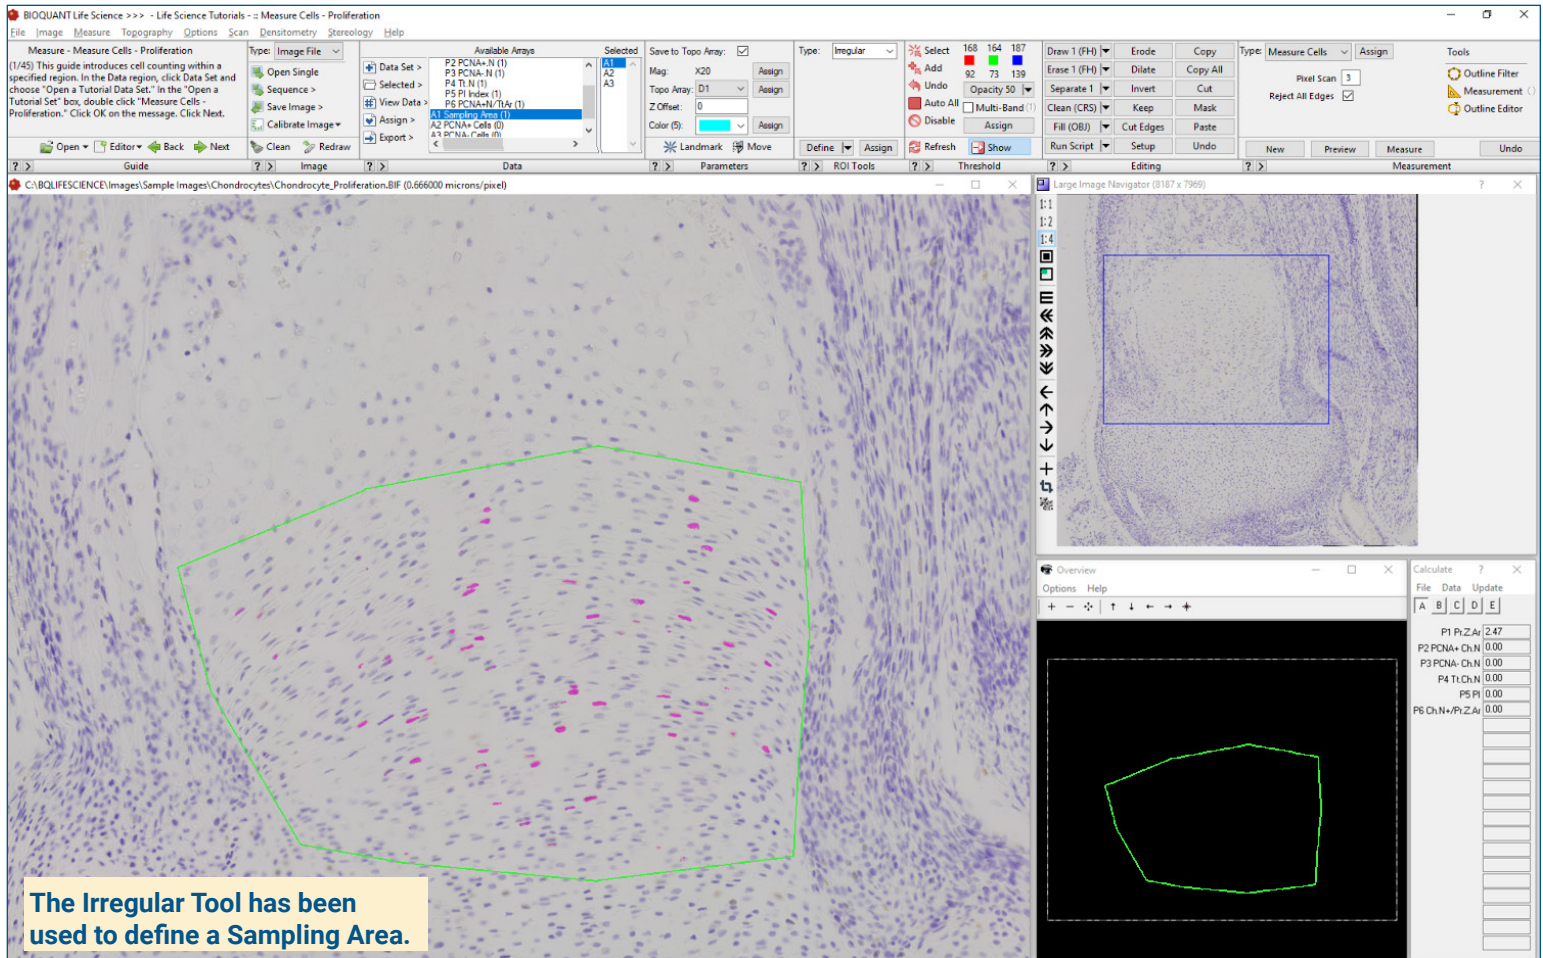 BIOQUANT Life Science >>> - Life Science Tutorials - :: Measure Cells - Proliferation
File Image Measure Topography Options Scan Densitometry Stereology Help
Measure - Measure Cells - Proliferation
(1/45) This guide introduces cell counting within a
specified region. In the Data region, click Data Set and
choose "Open a Tutorial Data Set." In the "Open a
Tutorial Set" box, double click "Measure Cells -
Proliferation." Click OK on the message. Click Next.
Open Editor Back Next
? > Guide
Type: Image File
Open Single
Sequence >
Save Image >
Calibrate Image
Clean Redraw
? > Image
Data Set >
Selected >
View Data >
Assign >
Export >
Available Arrays
P2 PCNA+.N (1)
P3 PCNA-.N (1)
P4 Tt.N (1)
P5 PI Index (1)
P6 PCNA+N/TtAr (1)
A1 Sampling Area (1)
A2 PCNA+ Cells (0)
A3 PCNA- Cells (0)
Selected
A1
A2
A3
? > Data
Save to Topo Array:
Mag: X20 Assign
Topo Array: D1 Assign
Z Offset: 0
Color (5): Assign
Landmark Move
? > Parameters
Type: Irregular
Define Assign
? > ROI Tools
Select 168 164 187
Add
Undo 92 73 139
Opacity 50
Auto All Multi-Band (1)
Disable Assign
Refresh Show
? > Threshold
Draw 1 (FH) Erode Copy
Erase 1 (FH) Dilate Copy All
Separate 1 Invert Cut
Clean (CRS) Keep Mask
Fill (OBJ) Cut Edges Paste
Run Script Setup Undo
? > Editing
Type: Measure Cells Assign
Pixel Scan 3
Reject All Edges
Tools
Outline Filter
Measurement ()
Outline Editor
New Preview Measure Undo
? > Measurement
C:\BQLIFESCIENCE\Images\Sample Images\Chondrocytes\Chondrocyte_Proliferation.BIF (0.666000 microns/pixel)
Large Image Navigator (8187 x 7969)
1:1
1:2
1:4
Overview
Options Help
Calculate
File Data Update
A B C D E
P1 Pr.Z.Ar 2.47
P2 PCNA+ Ch.N 0.00
P3 PCNA- Ch.N 0.00
P4 Tt.Ch.N 0.00
P5 PI 0.00
P6 Ch.N+/Pr.Z.Ar 0.00
The Irregular Tool has been
used to define a Sampling Area.